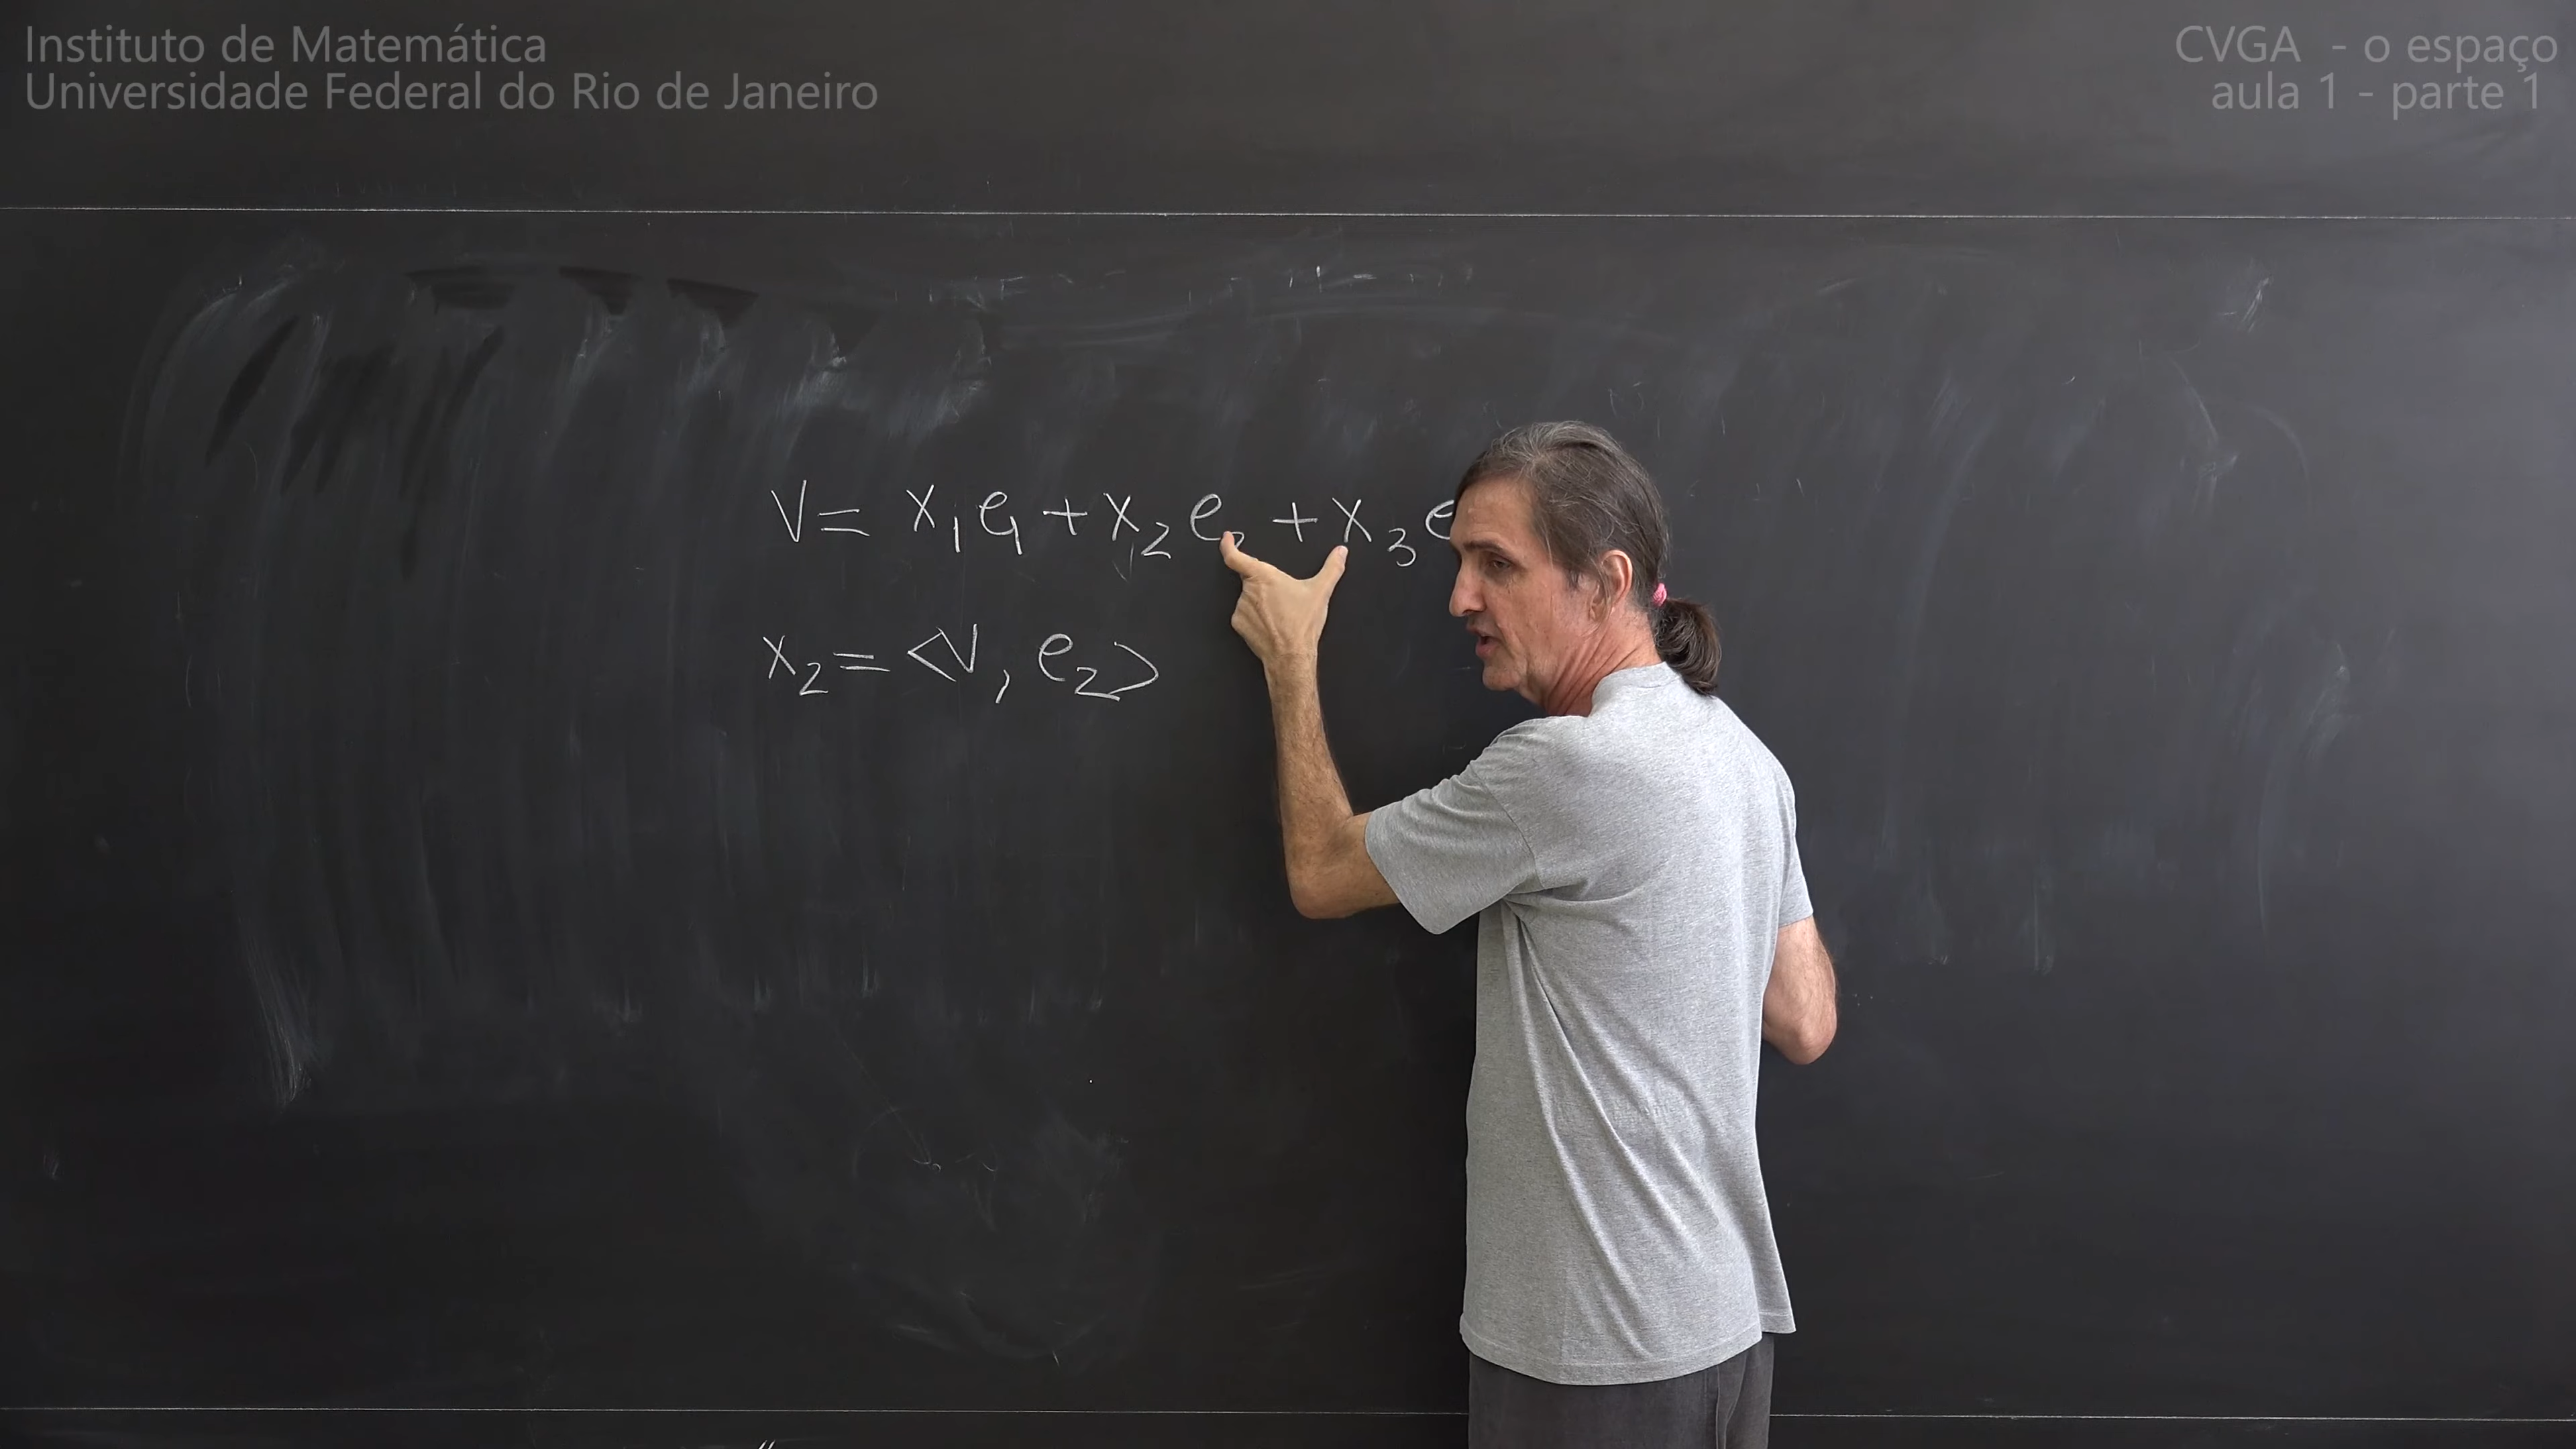 Instituto de Matemática
Universidade Federal do Rio de Janeiro
CVGA - o espaço
aula 1 - parte 1
V = x₁e₁ + x₂e₂ + x₃e
x₂ = <V, e₂>